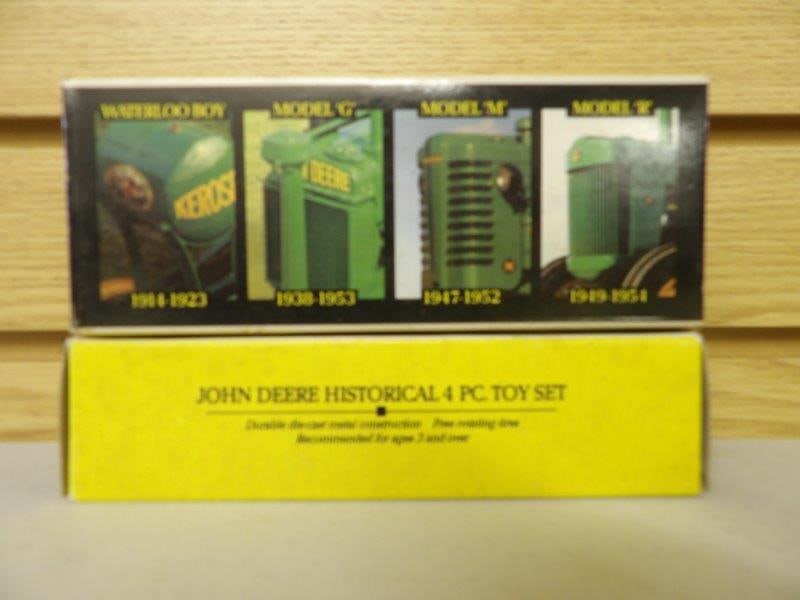 WATERLOO BOY MODEL 'G' MODEL 'M' MODEL 'R'
KEROSE
DEERE
1914-1923 1938-1953 1947-1952 1949-1954
JOHN DEERE HISTORICAL 4 PC. TOY SET
Durable die-cast metal construction Free rotating tires
Recommended for ages 3 and over